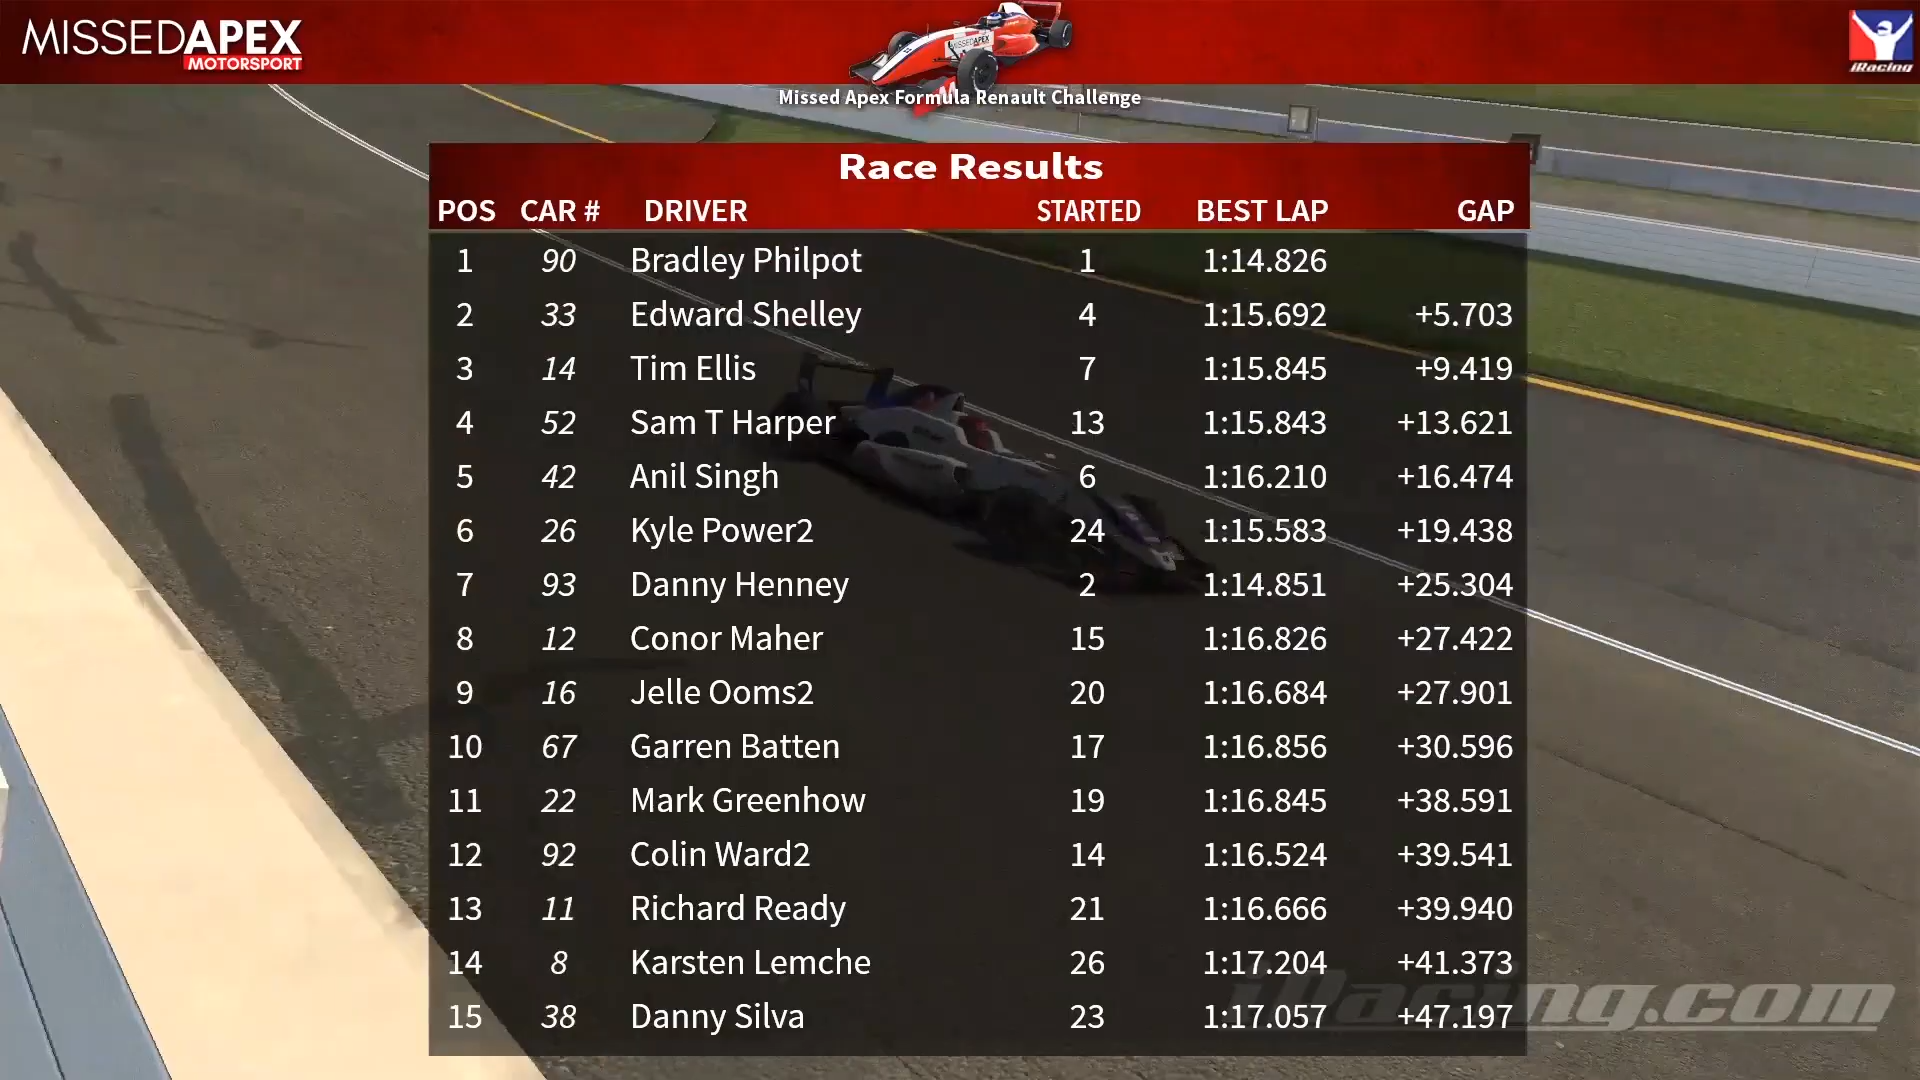 MISSEDAPEX
MOTORSPORT
MISSEDAPEX
iRacing
Missed Apex Formula Renault Challenge
Race Results
POS CAR # DRIVER STARTED BEST LAP GAP
1 90 Bradley Philpot 1 1:14.826
2 33 Edward Shelley 4 1:15.692 +5.703
3 14 Tim Ellis 7 1:15.845 +9.419
4 52 Sam T Harper 13 1:15.843 +13.621
5 42 Anil Singh 6 1:16.210 +16.474
6 26 Kyle Power2 24 1:15.583 +19.438
7 93 Danny Henney 2 1:14.851 +25.304
8 12 Conor Maher 15 1:16.826 +27.422
9 16 Jelle Ooms2 20 1:16.684 +27.901
10 67 Garren Batten 17 1:16.856 +30.596
11 22 Mark Greenhow 19 1:16.845 +38.591
12 92 Colin Ward2 14 1:16.524 +39.541
13 11 Richard Ready 21 1:16.666 +39.940
14 8 Karsten Lemche 26 1:17.204 +41.373
15 38 Danny Silva 23 1:17.057 +47.197
iRacing.com